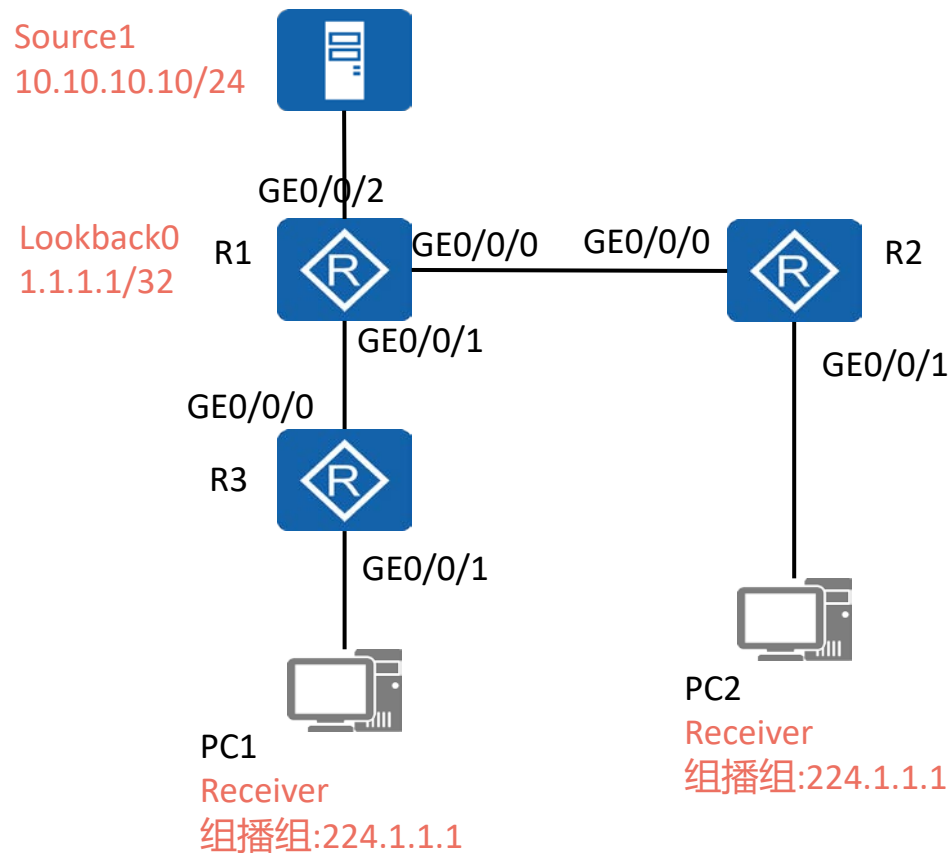 Source1
10.10.10.10/24
GE0/0/2
Lookback0
1.1.1.1/32
R1
GE0/0/0
GE0/0/0
R2
GE0/0/1
GE0/0/1
GE0/0/0
R3
GE0/0/1
PC2
Receiver
组播组:224.1.1.1
PC1
Receiver
组播组:224.1.1.1
R
R
R